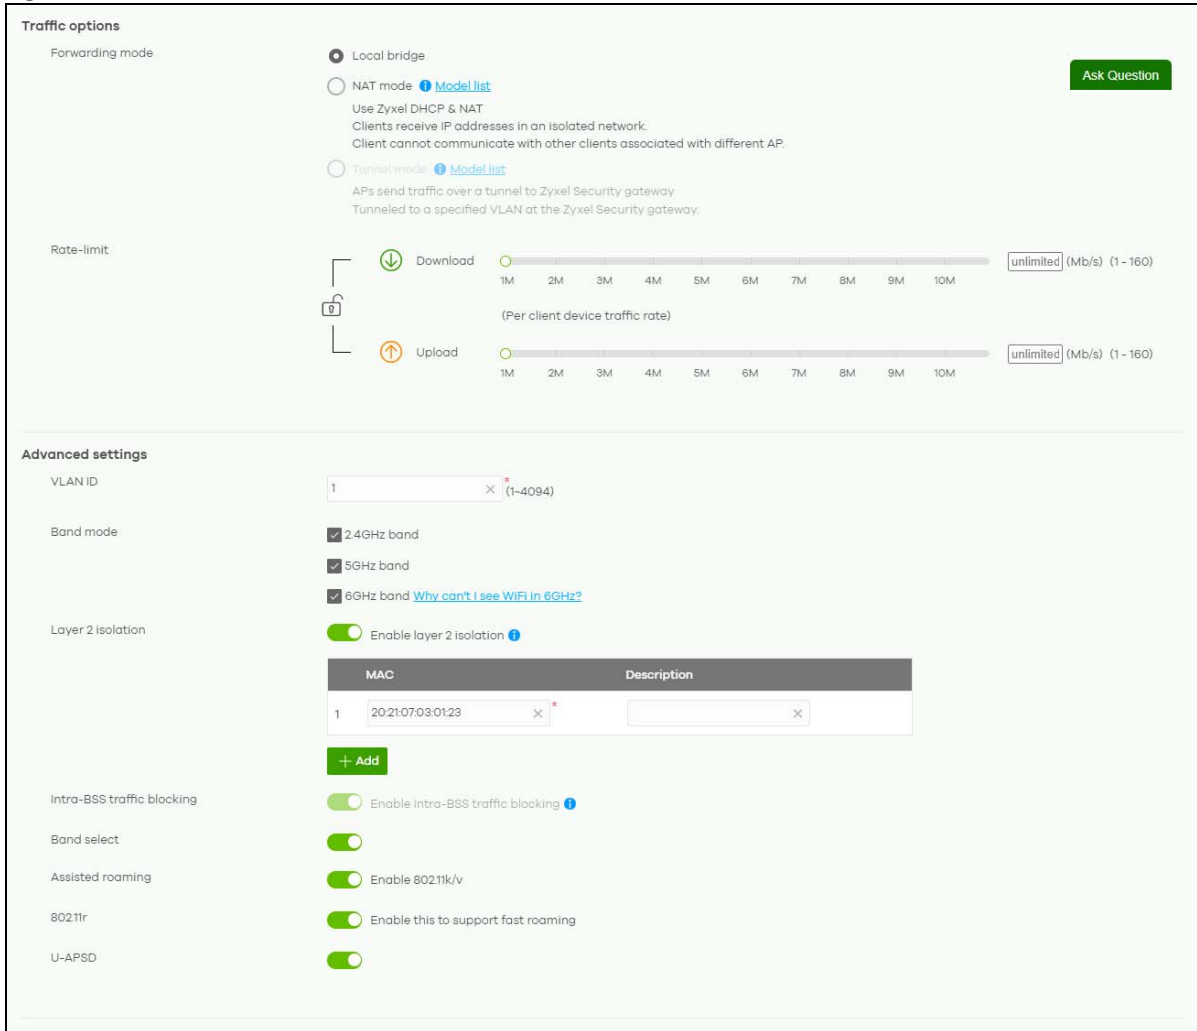 Traffic options
Forwarding mode
Local bridge
Ask Question
NAT mode Model list
Use Zyxel DHCP & NAT
Clients receive IP addresses in an isolated network.
Client cannot communicate with other clients associated with different AP.
Tunnel mode. Model list
APs send traffic over a tunnel to Zyxel Security gateway
Tunneled to a specified VLAN at the Zyxel Security gateway.
Rate-limit
Download
unlimited (Mb/s) (1 - 160)
1M 2M 3M 4M 5M 6M 7M 8M 9M 10M
(Per client device traffic rate)
Upload
unlimited (Mb/s) (1 - 160)
1M 2M 3M 4M 5M 6M 7M 8M 9M 10M
Advanced settings
VLAN ID
1 * (1~4094)
Band mode
2.4GHz band
5GHz band
6GHz band Why can't I see WiFi in 6GHz?
Layer 2 isolation
Enable layer 2 isolation
MAC Description
1 20:21:07:03:01:23 *
+ Add
Intra-BSS traffic blocking
Enable Intra-BSS traffic blocking
Band select
Assisted roaming
Enable 802.11k/v
802.11r
Enable this to support fast roaming
U-APSD